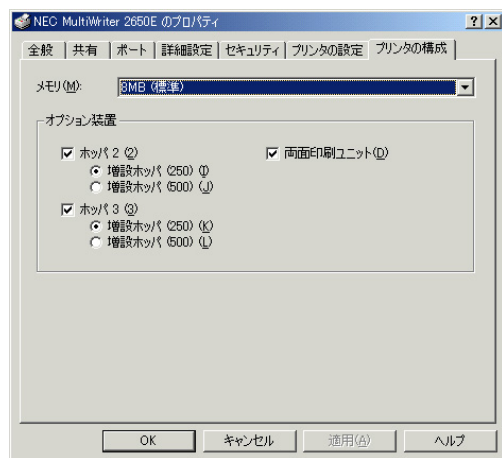 NEC MultiWriter 2650E のプロパティ
全般 共有 ポート 詳細設定 セキュリティ プリンタの設定 プリンタの構成
メモリ(M): 8MB (標準)
オプション装置
ホッパ 2 (2) 両面印刷ユニット(D)
増設ホッパ (250) (I)
増設ホッパ (500) (J)
ホッパ 3 (3)
増設ホッパ (250) (K)
増設ホッパ (500) (L)
OK キャンセル 適用(A) ヘルプ